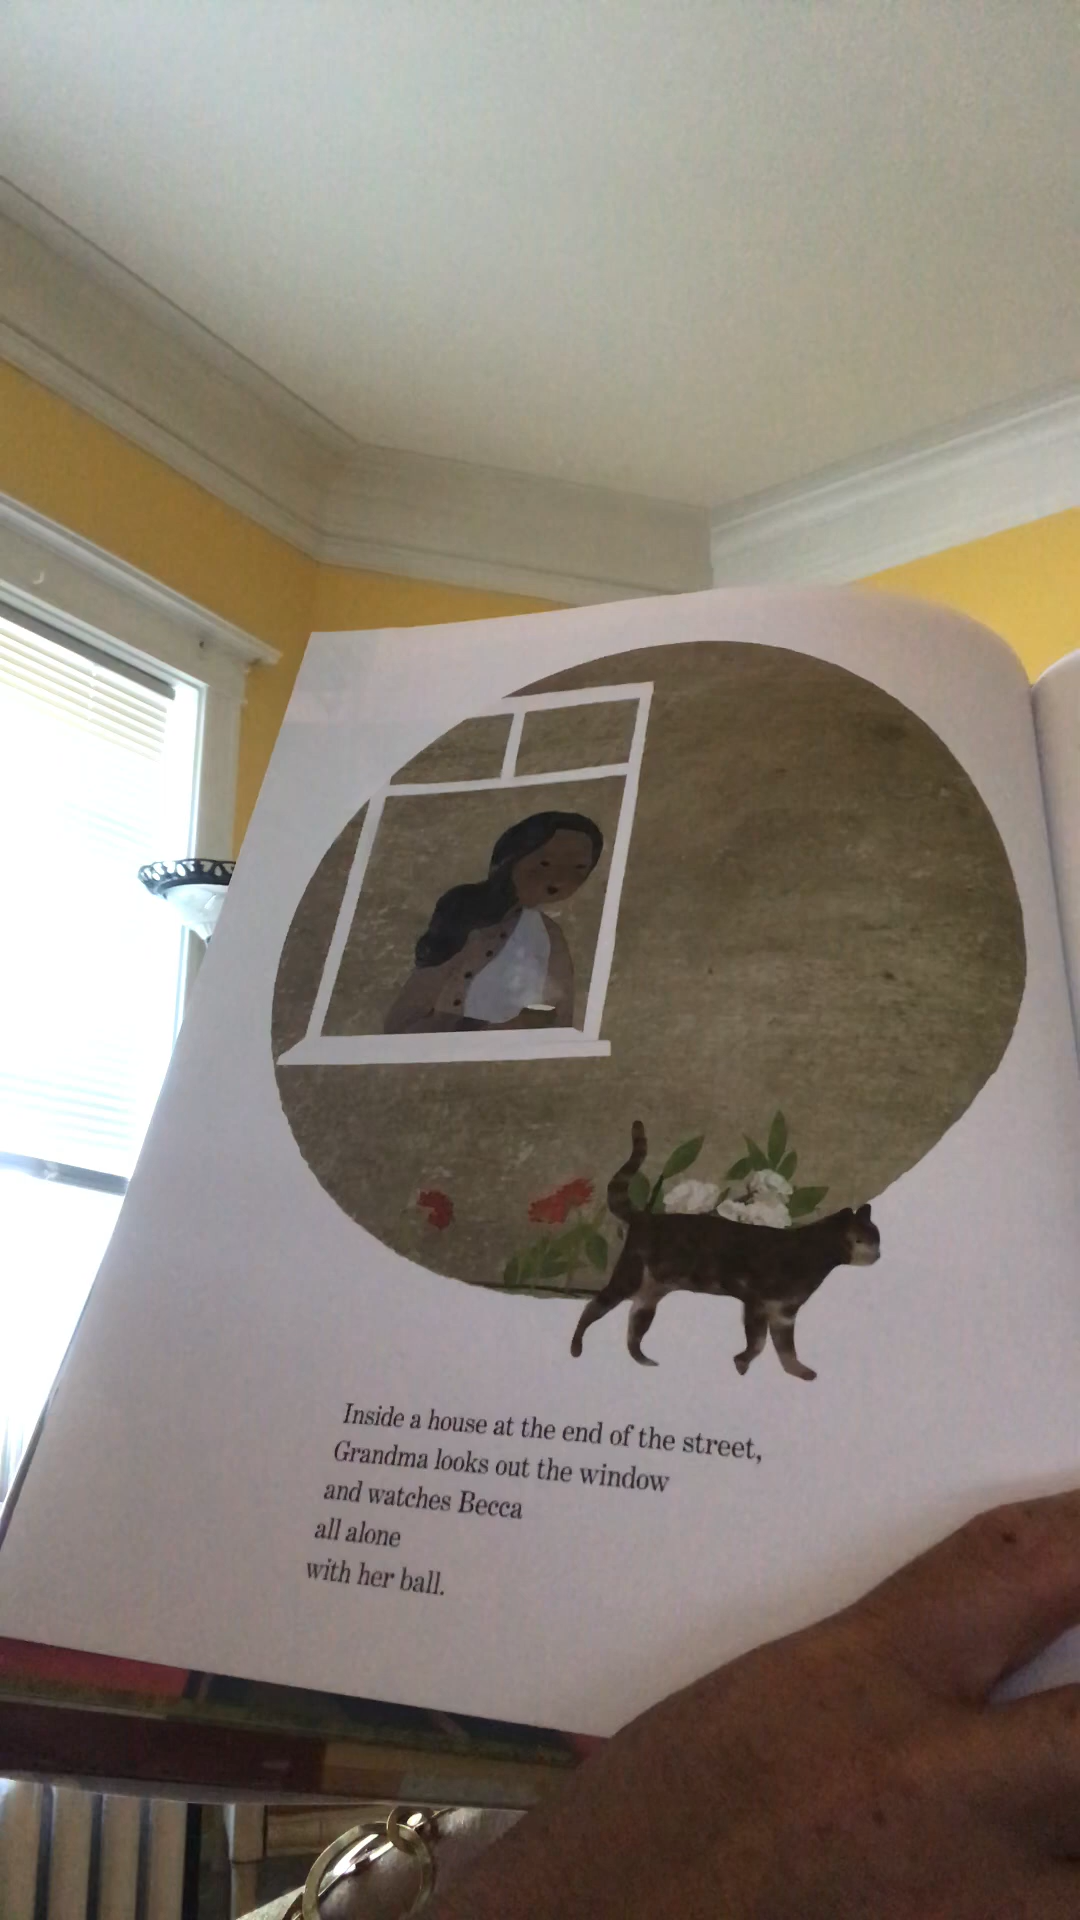 Inside a house at the end of the street,
Grandma looks out the window
and watches Becca
all alone
with her ball.